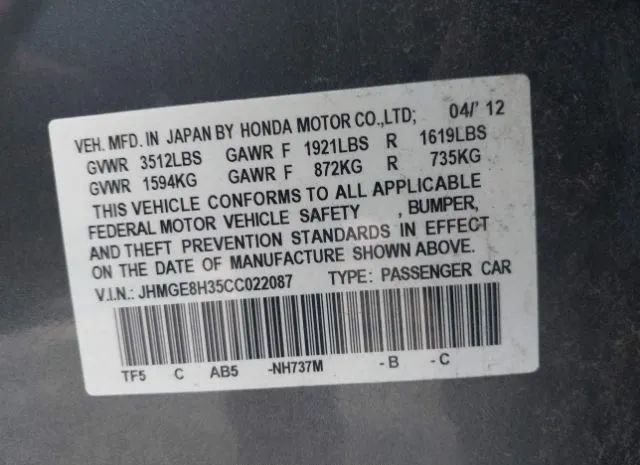 VEH. MFD. IN JAPAN BY HONDA MOTOR CO.,LTD; 04/' 12
GVWR 3512LBS GAWR F 1921LBS R 1619LBS
GVWR 1594KG GAWR F 872KG R 735KG
THIS VEHICLE CONFORMS TO ALL APPLICABLE
FEDERAL MOTOR VEHICLE SAFETY , BUMPER,
AND THEFT PREVENTION STANDARDS IN EFFECT
ON THE DATE OF MANUFACTURE SHOWN ABOVE.
V.I.N.: JHMGE8H35CC022087 TYPE: PASSENGER CAR
TF5 C AB5 -NH737M -B -C